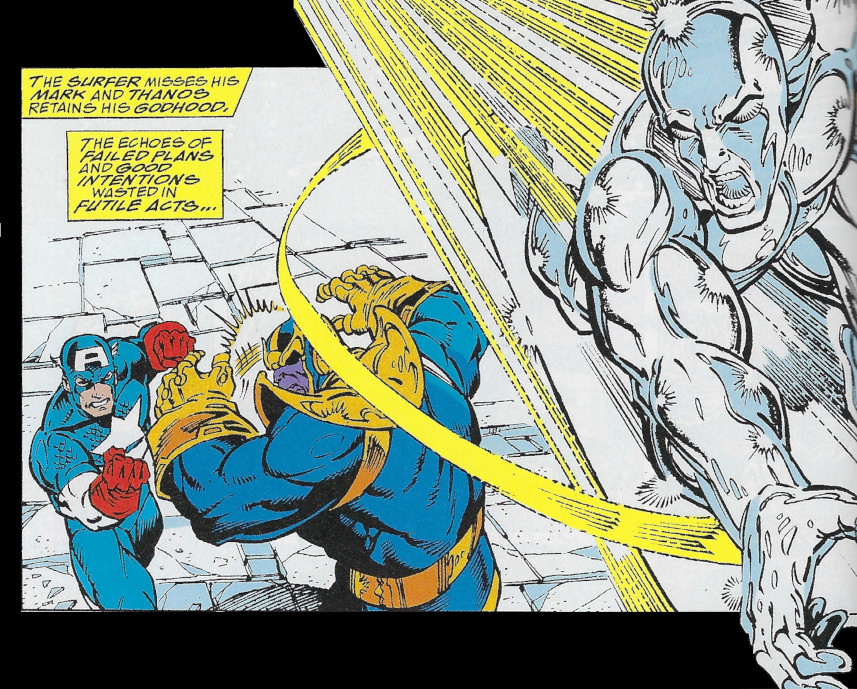 THE SURFER MISSES HIS
MARK AND THANOS
RETAINS HIS GODHOOD.
THE ECHOES OF
FAILED PLANS
AND GOOD
INTENTIONS
WASTED IN
FUTILE ACTS...
A